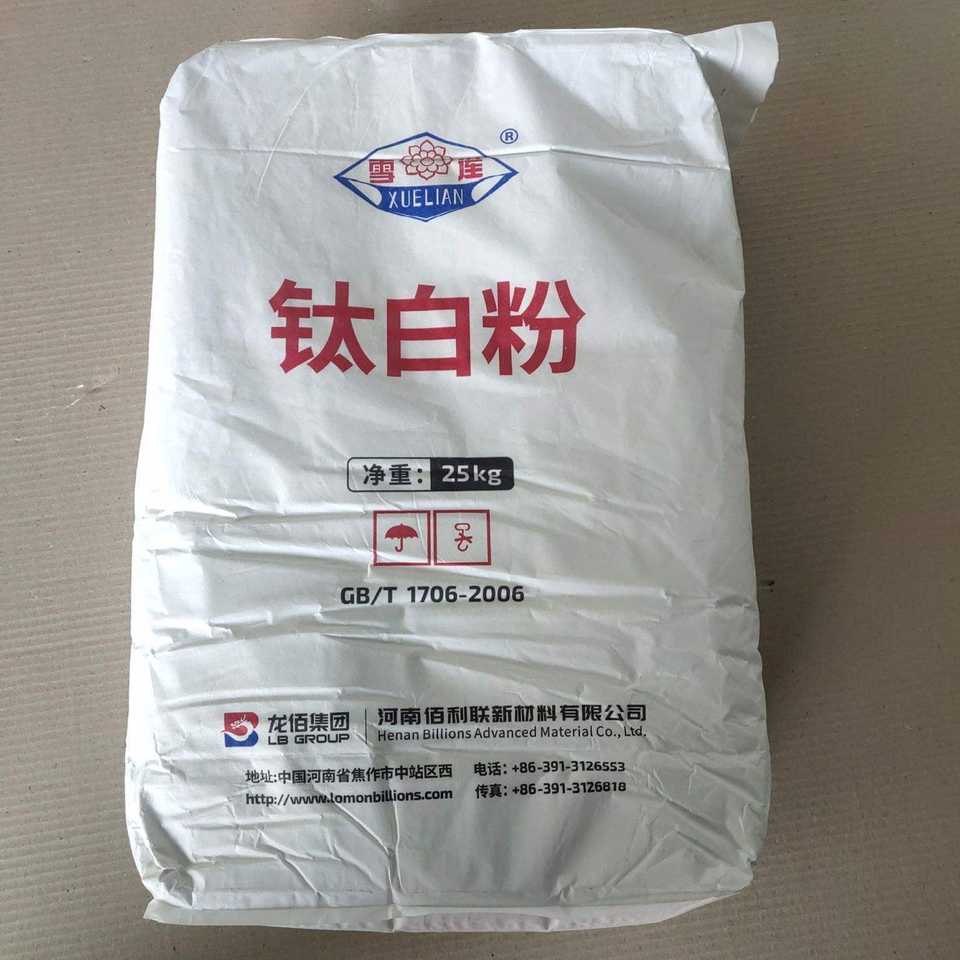 雪莲 ®
XUELIAN
钛白粉
净重: 25kg
GB/T 1706-2006
龙佰集团
LB GROUP
河南佰利联新材料有限公司
Henan Billions Advanced Material Co., Ltd.
地址:中国河南省焦作市中站区西 电话: +86-391-3126553
http://www.lomonbillions.com 传真: +86-391-3126818